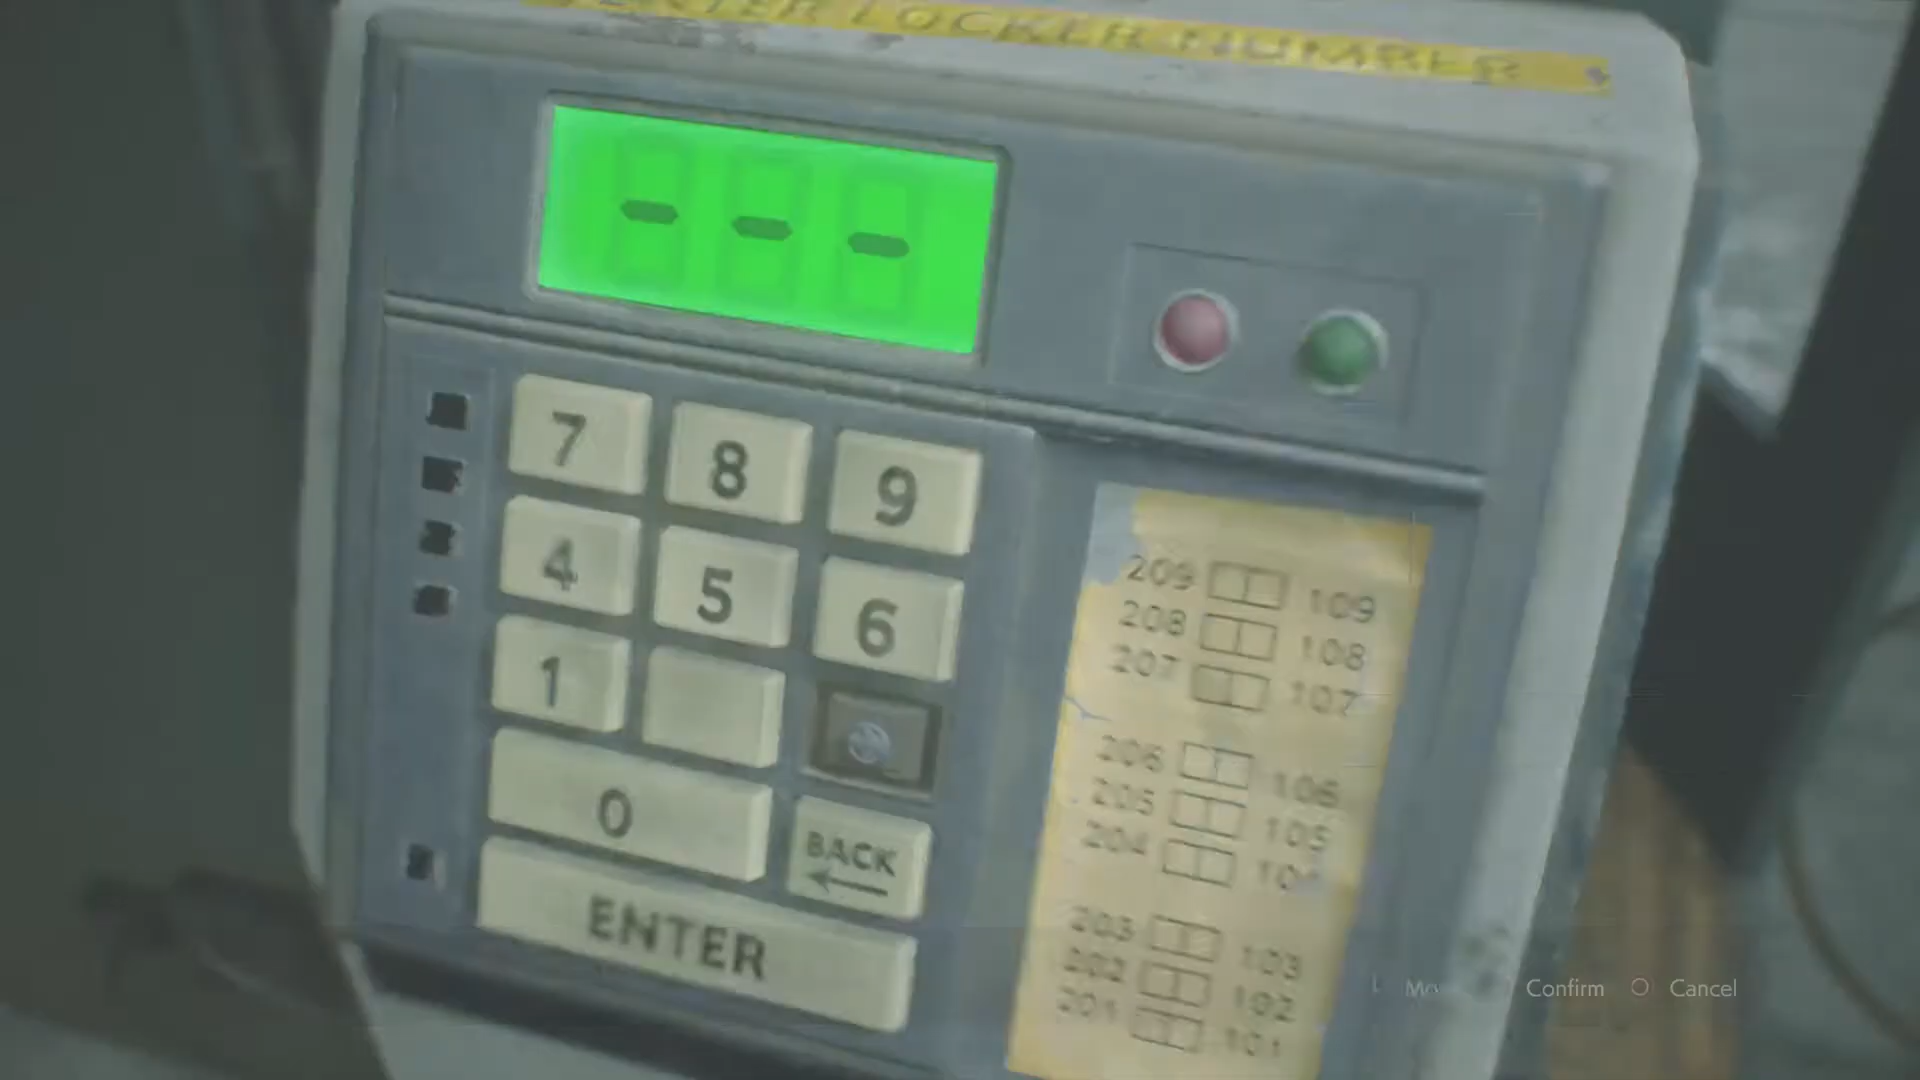 ENTER LOCKER NUMBER
7 8 9
4 5 6
1
0 BACK
ENTER
209 109
208 108
207 107
206 106
205 105
204
203 103
202 102
201 101
Confirm Cancel